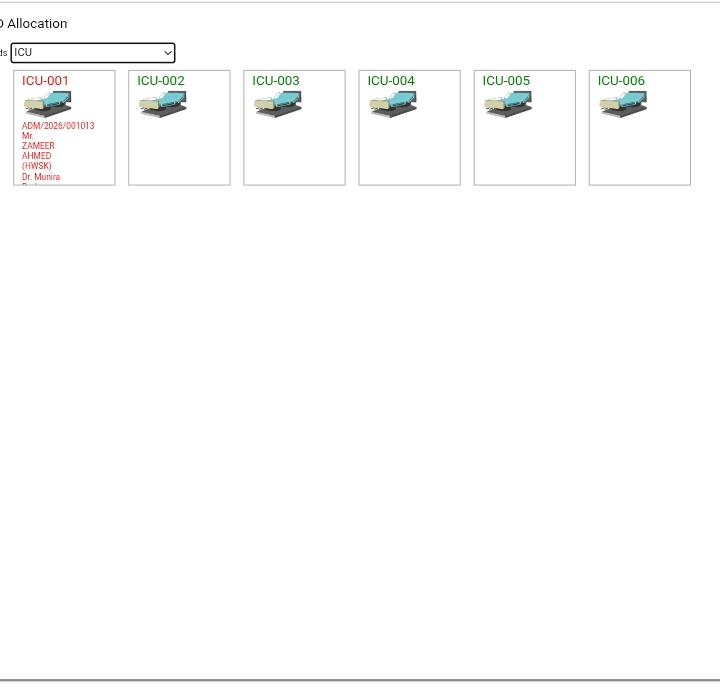 D Allocation
ds ICU
ICU-001 ICU-002 ICU-003 ICU-004 ICU-005 ICU-006
ADM/2026/001013
Mr.
ZAMEER
AHMED
(HWSK)
Dr. Munira